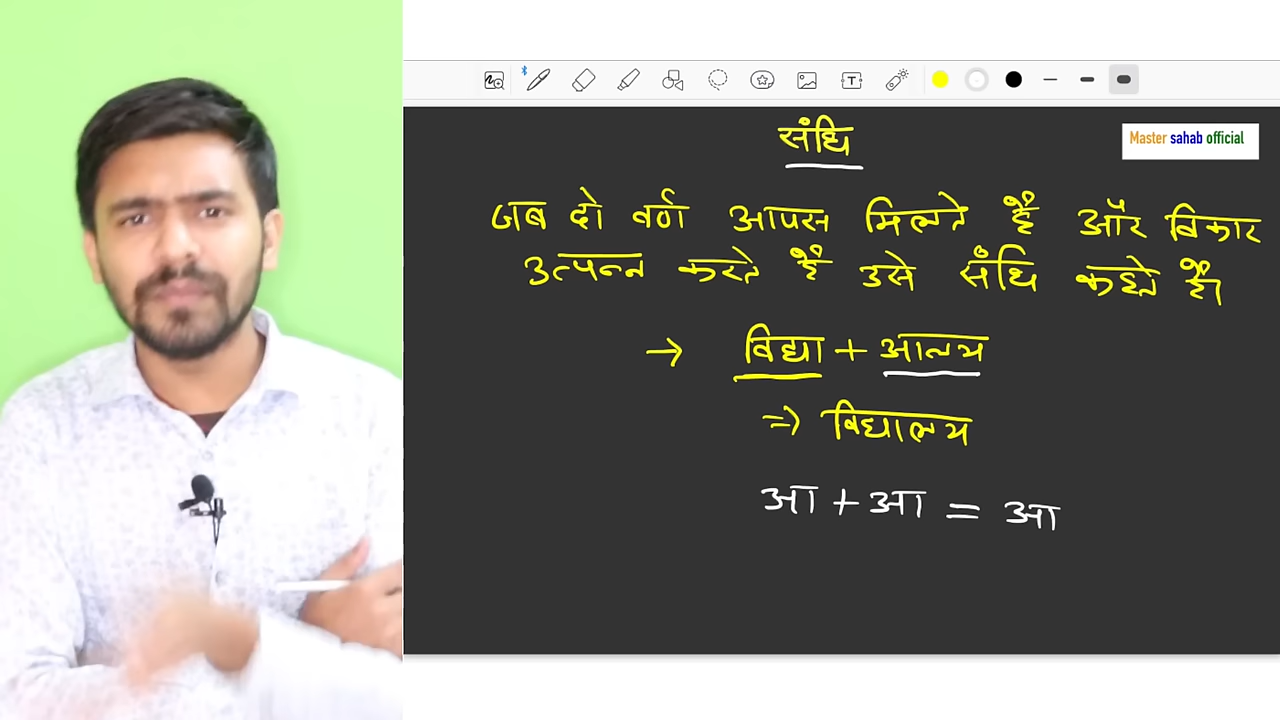 संधि
Master sahab official
जब दो वर्ण आपस मिलते हैं और विकार
उत्पन्न करते हैं उसे संधि कहते हैं।
→ विद्या + आलय
⇒ विद्यालय
आ + आ = आ